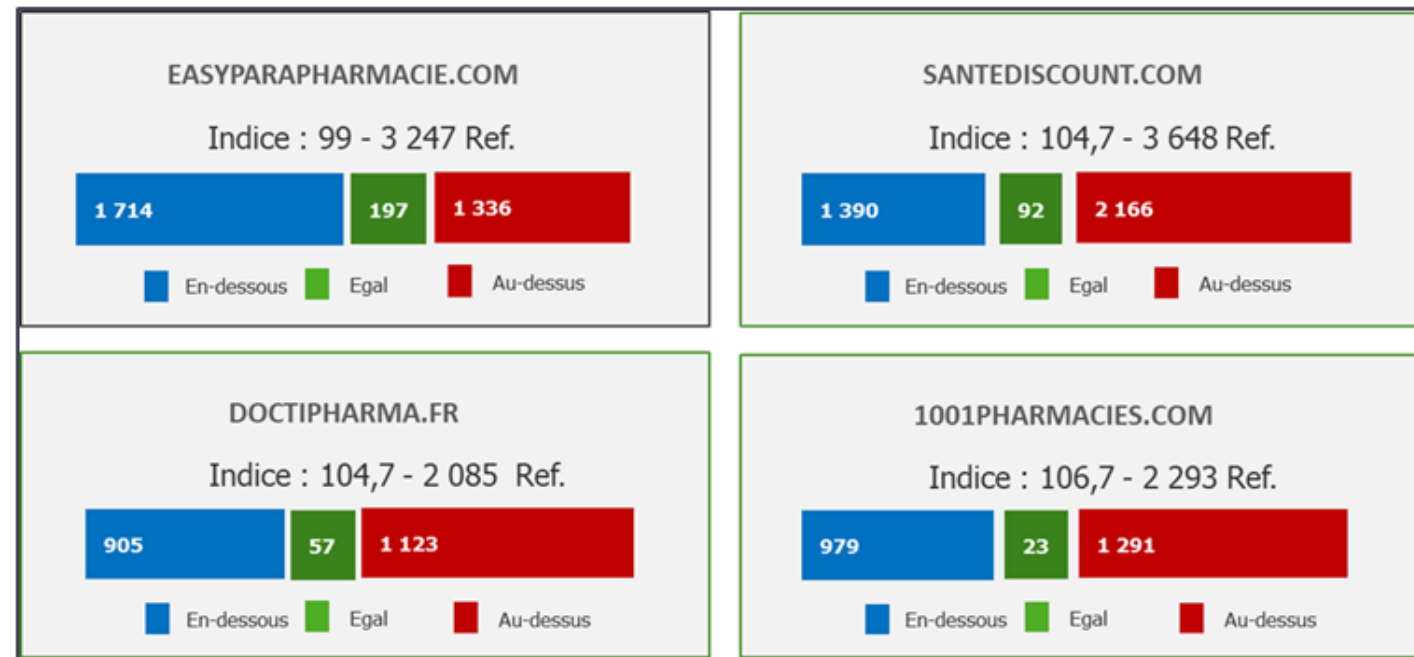 EASYPARAPHARMACIE.COM
Indice : 99 - 3 247 Ref.
1 714 197 1 336
En-dessous Egal Au-dessus
SANTEDISCOUNT.COM
Indice : 104,7 - 3 648 Ref.
1 390 92 2 166
En-dessous Egal Au-dessus
DOCTIPHARMA.FR
Indice : 104,7 - 2 085 Ref.
905 57 1 123
En-dessous Egal Au-dessus
1001PHARMACIES.COM
Indice : 106,7 - 2 293 Ref.
979 23 1 291
En-dessous Egal Au-dessus